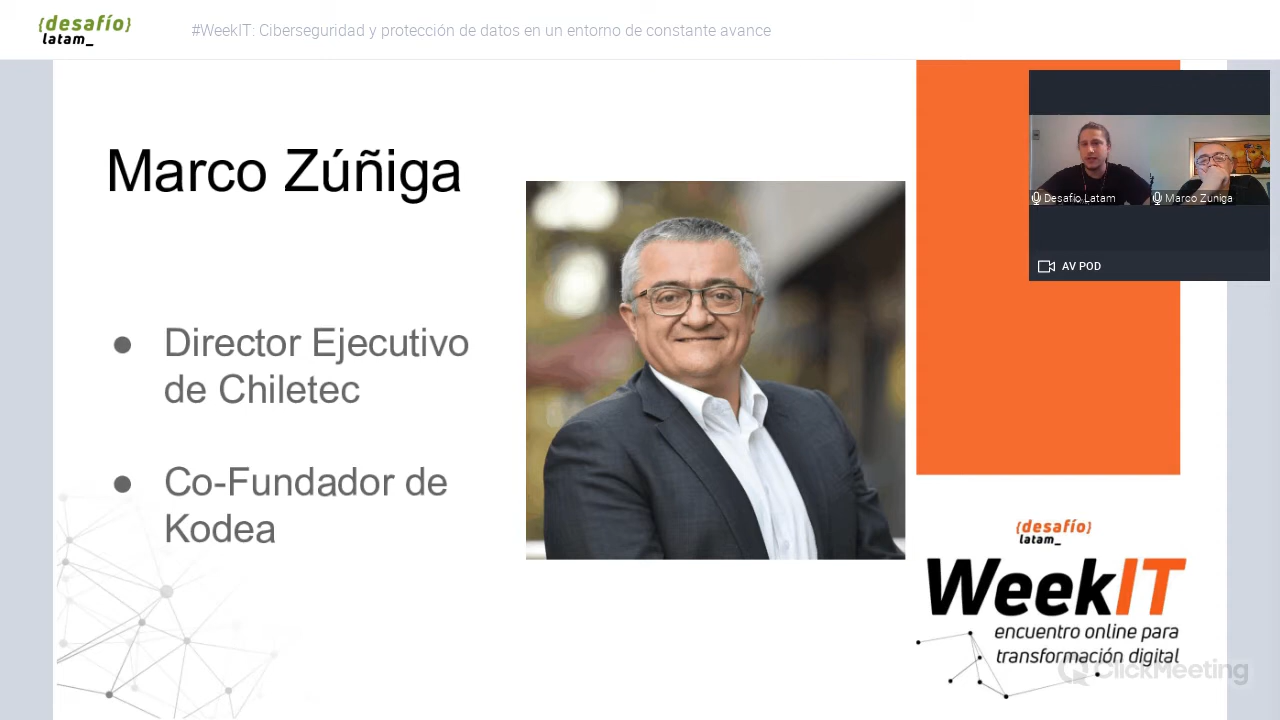 {desafío}
latam_
#WeekIT: Ciberseguridad y protección de datos en un entorno de constante avance
Marco Zúñiga
● Director Ejecutivo
de Chiletec
● Co-Fundador de
Kodea
Desafio Latam
Marco Zuniga
AV POD
{desafío}
latam_
WeekIT
encuentro online para
transformación digital
ClickMeeting